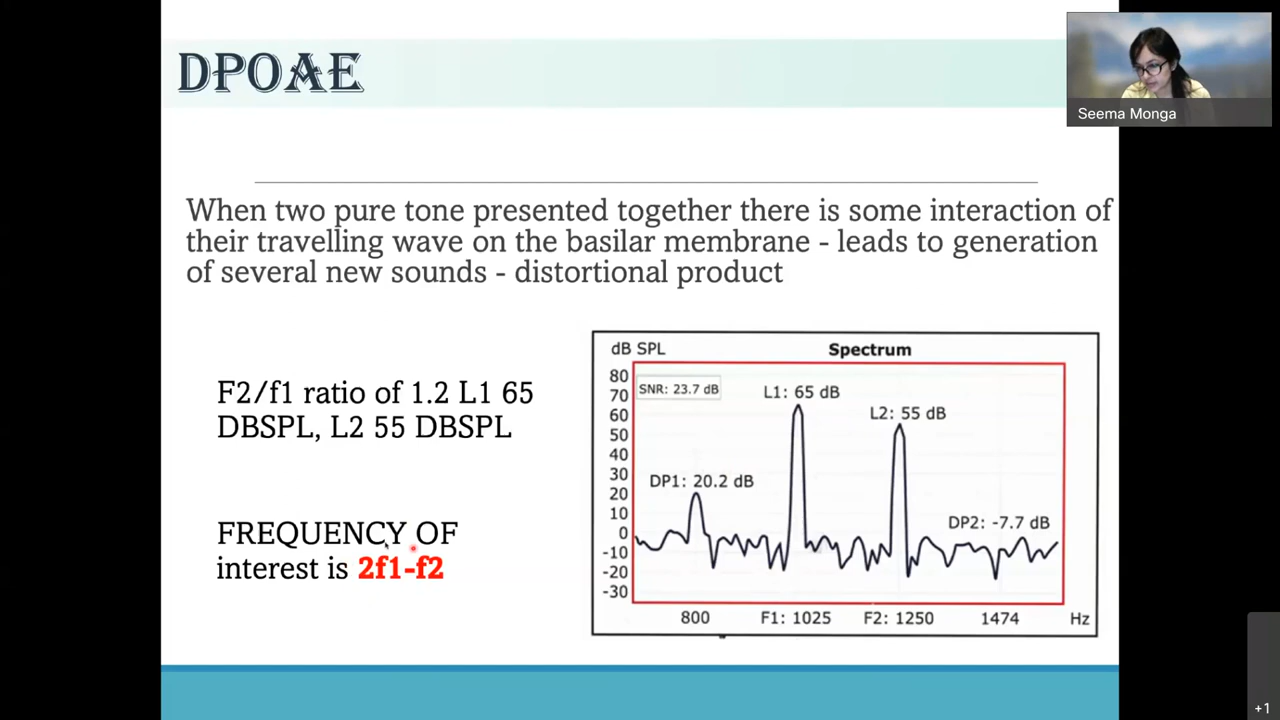 DPOAE
Seema Monga
When two pure tone presented together there is some interaction of
their travelling wave on the basilar membrane - leads to generation
of several new sounds - distortional product
F2/f1 ratio of 1.2 L1 65
DBSPL, L2 55 DBSPL
FREQUENCY OF
interest is 2f1-f2
dB SPL
Spectrum
80
SNR: 23.7 dB
L1: 65 dB
70
60
L2: 55 dB
50
40
30
DP1: 20.2 dB
20
10
DP2: -7.7 dB
0
-10
-20
-30
800 F1: 1025 F2: 1250 1474 Hz
+1